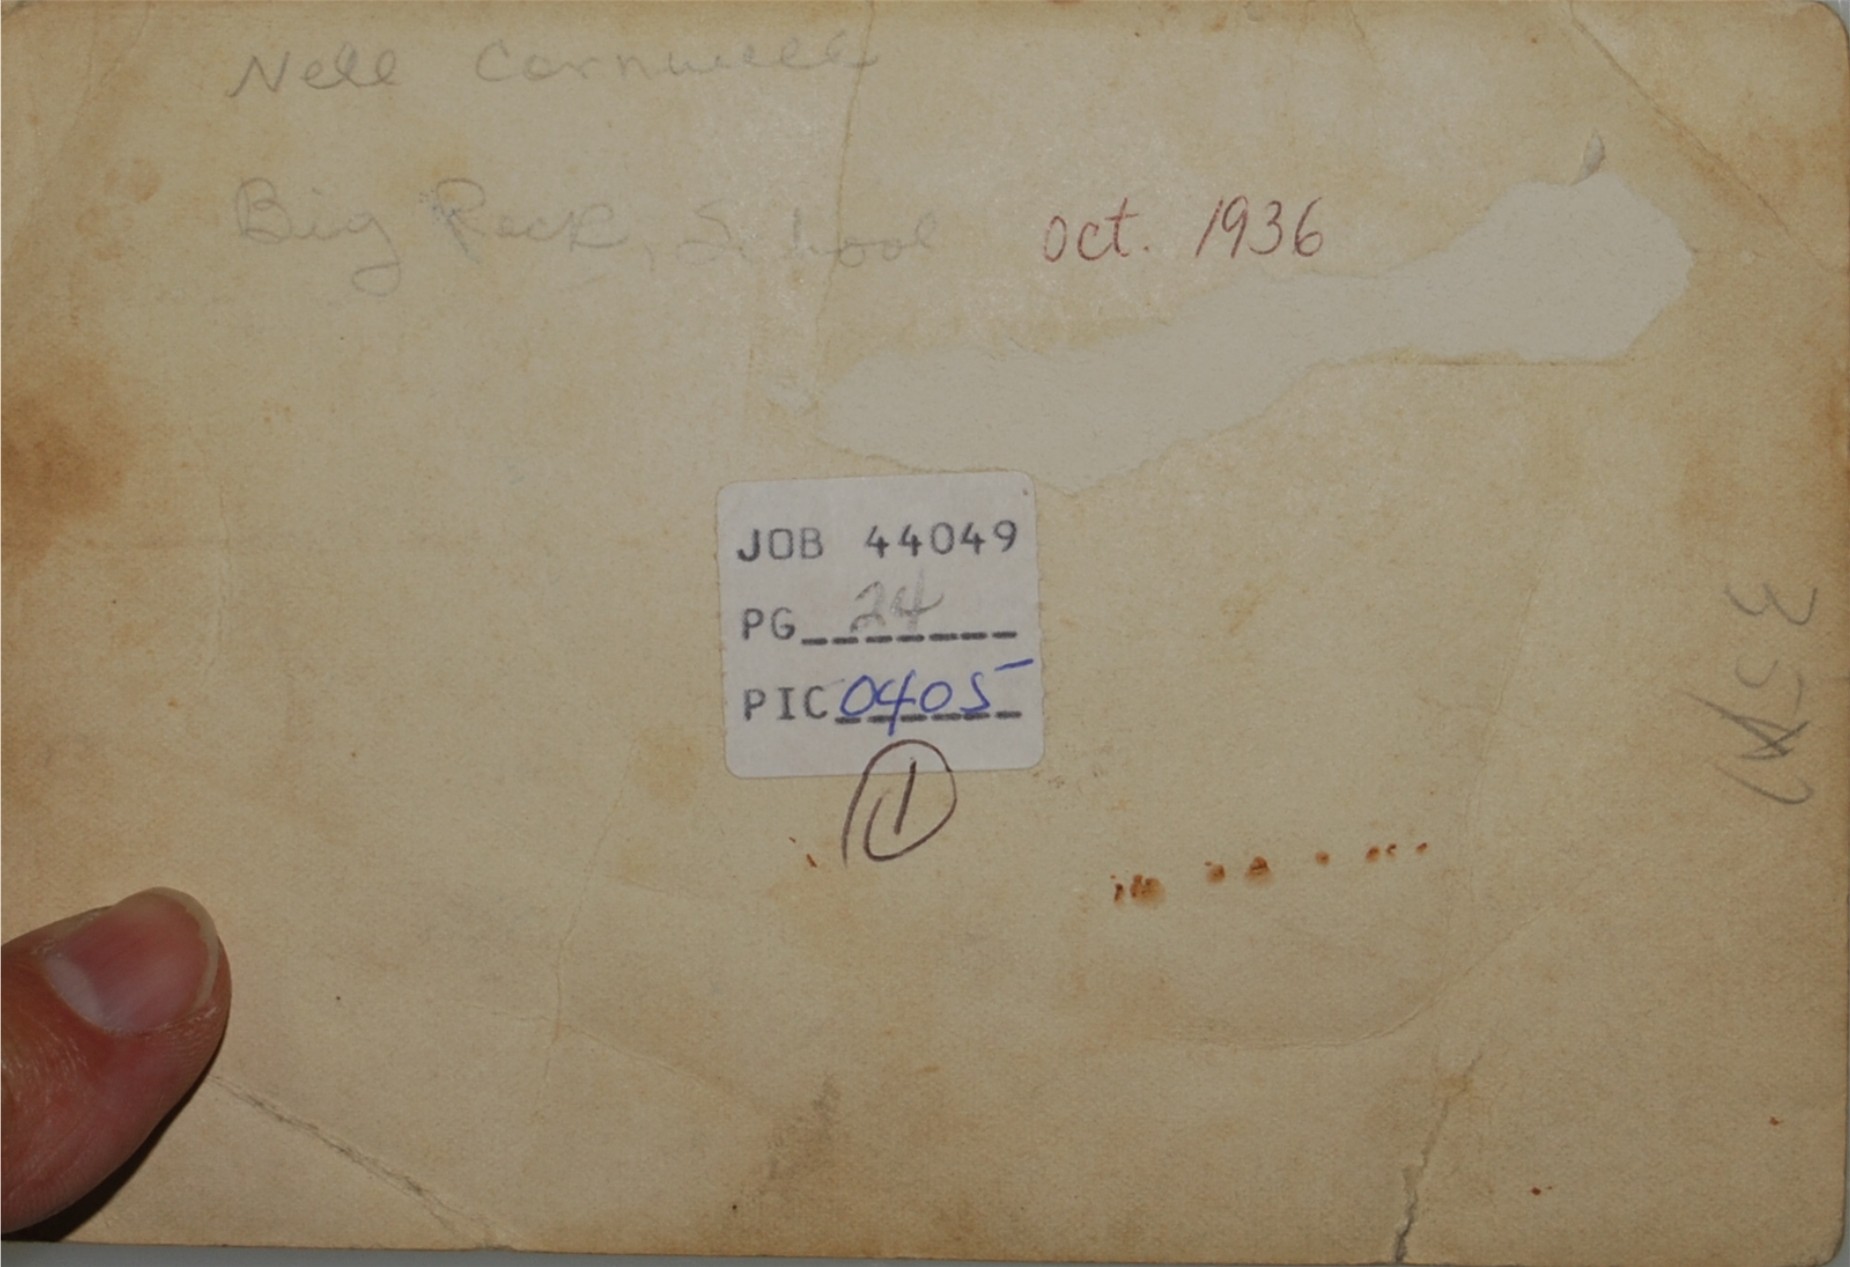 Nell Cornwell
Big Rock, School oct. 1936
JOB 44049
PG 24
PIC 0405
1